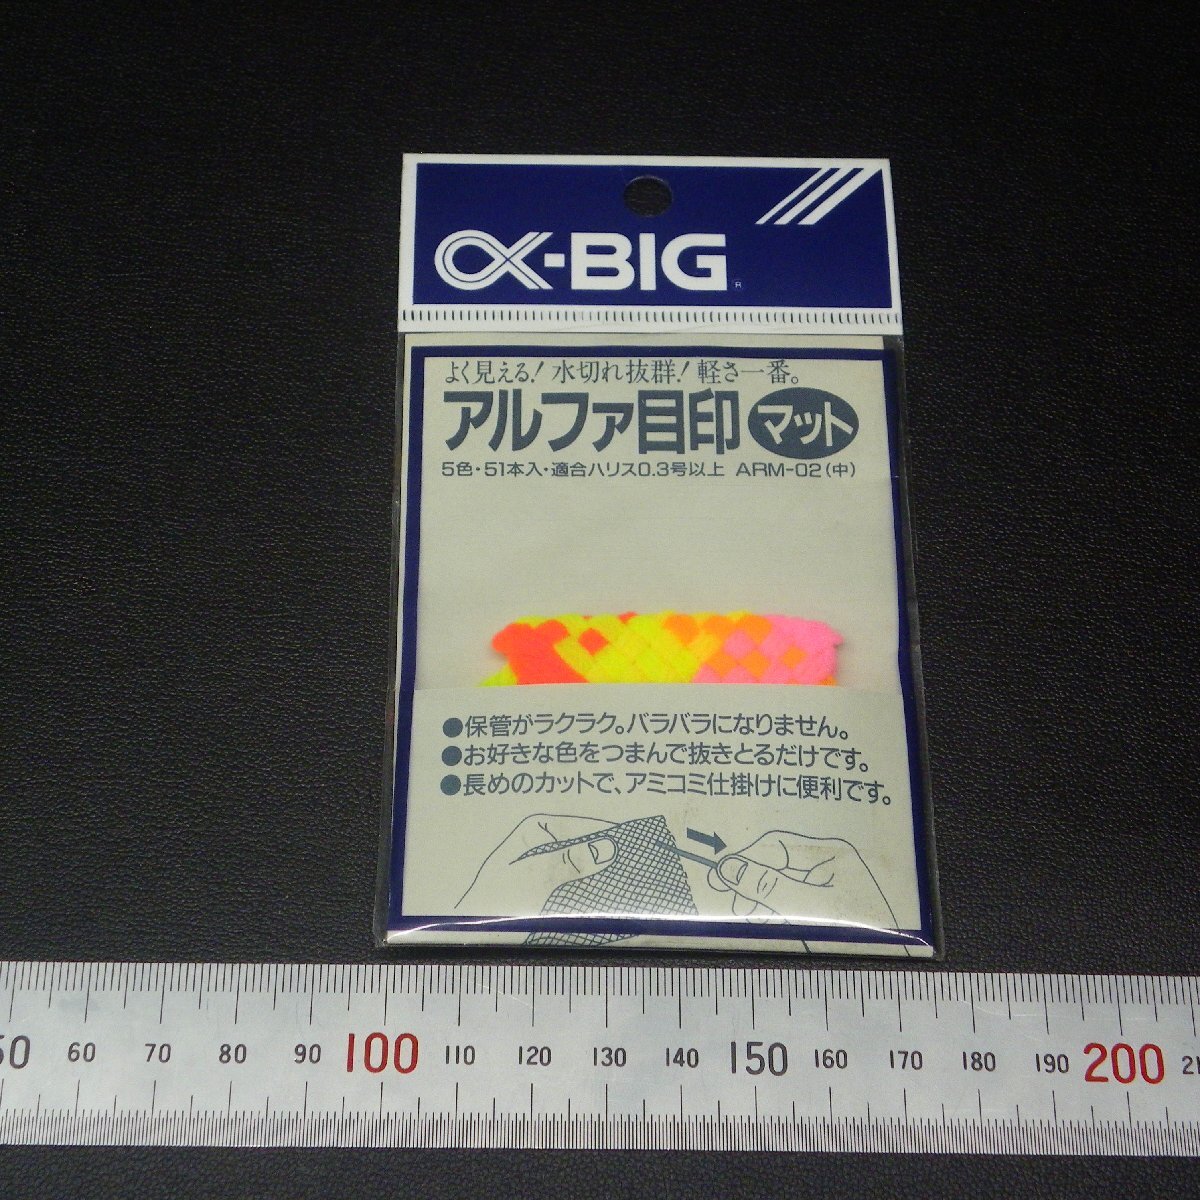 α-BIG
R
よく見える!水切れ抜群!軽さ一番。
アルファ目印 マット
5色・51本入・適合ハリス0.3号以上 ARM-02(中)
●保管がラクラク。バラバラになりません。
●お好きな色をつまんで抜きとるだけです。
●長めのカットで、アミコミ仕掛けに便利です。
50 60 70 80 90 100 110 120 130 140 150 160 170 180 190 200